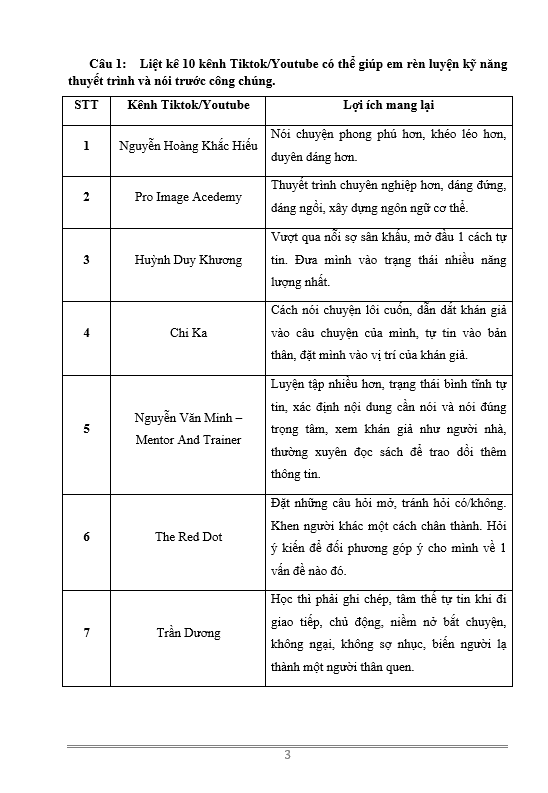 Câu 1: Liệt kê 10 kênh Tiktok/Youtube có thể giúp em rèn luyện kỹ năng
thuyết trình và nói trước công chúng.
STT Kênh Tiktok/Youtube Lợi ích mang lại
1 Nguyễn Hoàng Khắc Hiếu
Nói chuyện phong phú hơn, khéo léo hơn,
duyên dáng hơn.
2 Pro Image Acedemy
Thuyết trình chuyên nghiệp hơn, dáng đứng,
dáng ngồi, xây dựng ngôn ngữ cơ thể.
3 Huỳnh Duy Khương
Vượt qua nỗi sợ sân khấu, mở đầu 1 cách tự
tin. Đưa mình vào trạng thái nhiều năng
lượng nhất.
4 Chi Ka
Cách nói chuyện lôi cuốn, dẫn dắt khán giả
vào câu chuyện của mình, tự tin vào bản
thân, đặt mình vào vị trí của khán giả.
5 Nguyễn Văn Minh –
Mentor And Trainer
Luyện tập nhiều hơn, trạng thái bình tĩnh tự
tin, xác định nội dung cần nói và nói đúng
trọng tâm, xem khán giả như người nhà,
thường xuyên đọc sách để trao dồi thêm
thông tin.
6 The Red Dot
Đặt những câu hỏi mở, tránh hỏi có/không.
Khen người khác một cách chân thành. Hỏi
ý kiến để đối phương góp ý cho mình về 1
vấn đề nào đó.
7 Trần Dương
Học thì phải ghi chép, tâm thế tự tin khi đi
giao tiếp, chủ động, niềm nở bắt chuyện,
không ngại, không sợ nhục, biến người lạ
thành một người thân quen.
3